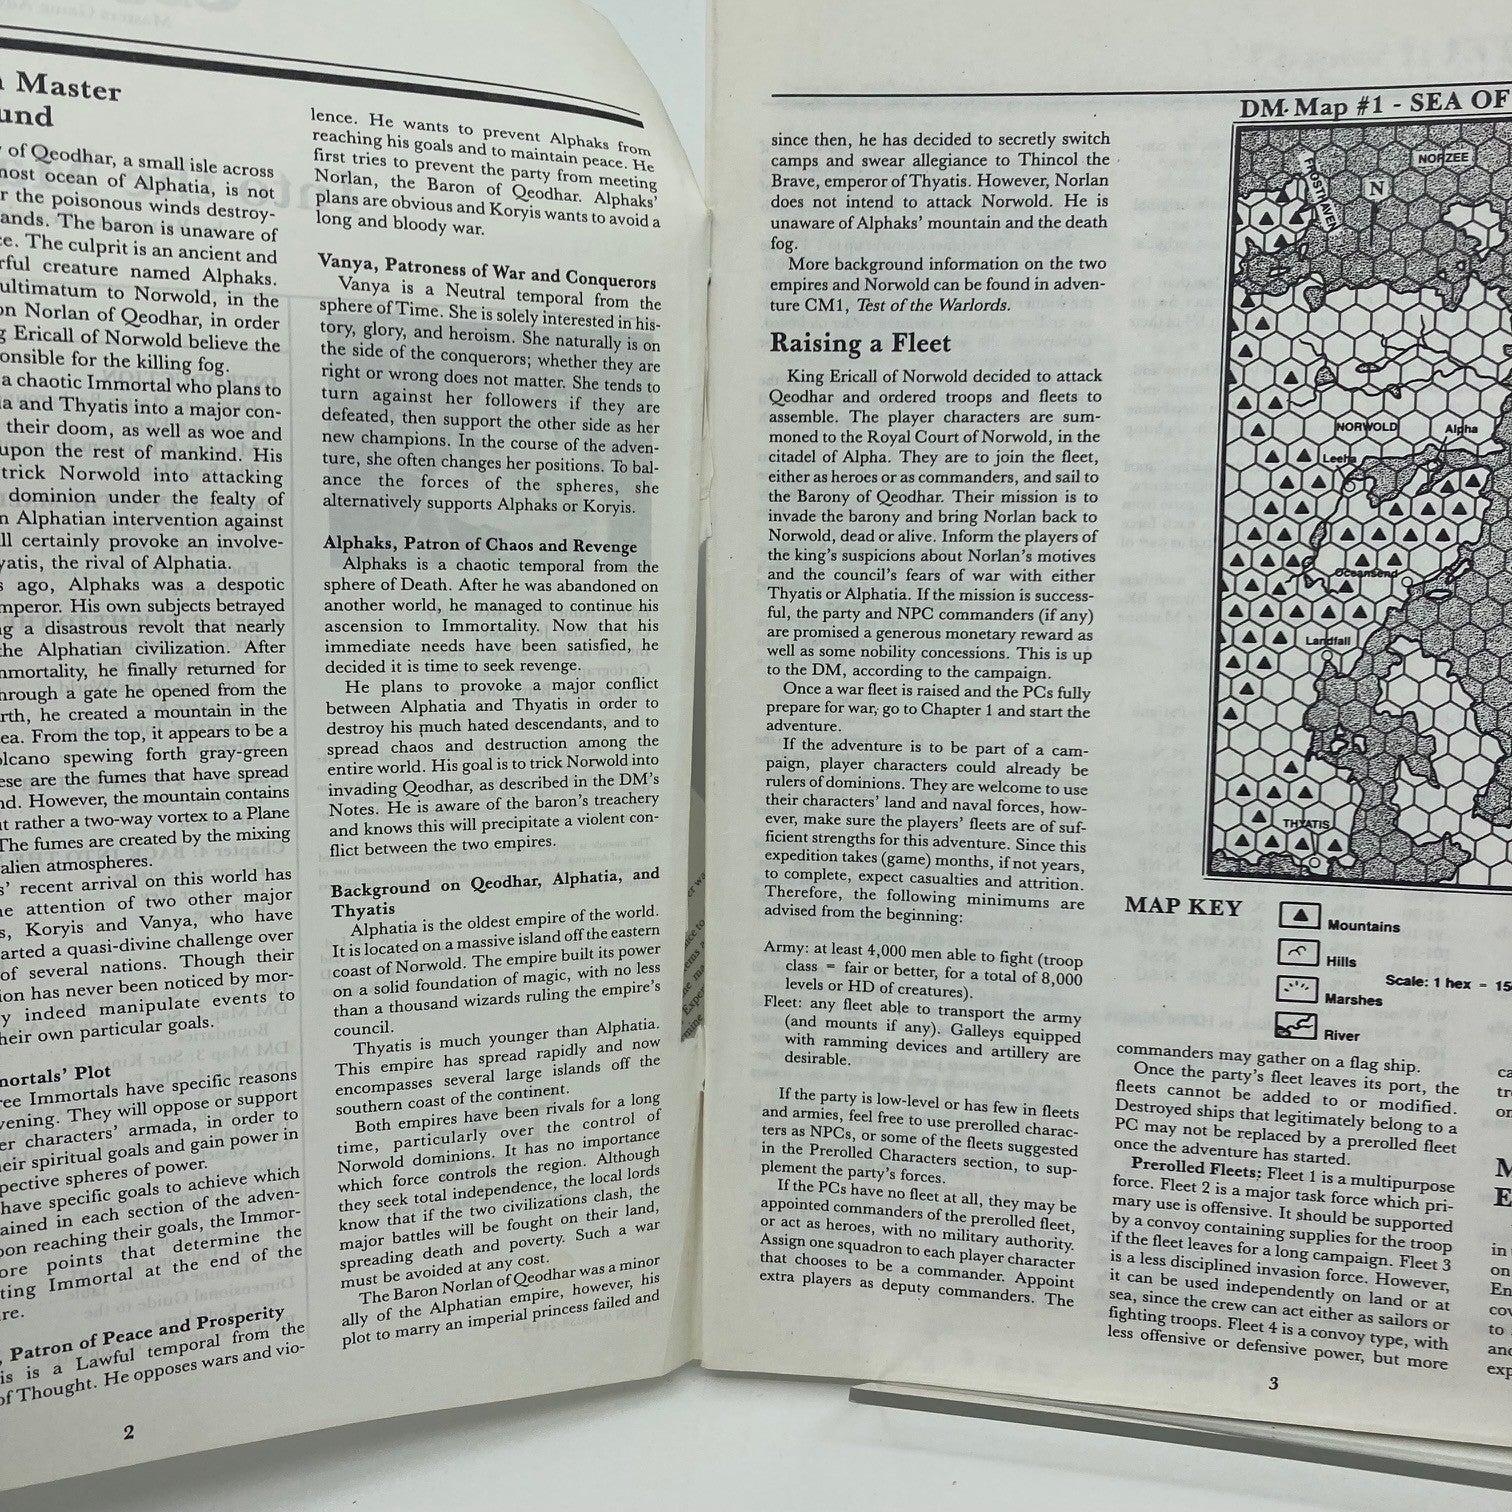 Master
und
of Qeodhar, a small isle across
most ocean of Alphatia, is not
r the poisonous winds destroy-
ands. The baron is unaware of
e. The culprit is an ancient and
rful creature named Alphaks.
ultimatum to Norwold, in the
on Norlan of Qeodhar, in order
g Ericall of Norwold believe the
onsible for the killing fog.
a chaotic Immortal who plans to
ia and Thyatis into a major con-
their doom, as well as woe and
upon the rest of mankind. His
trick Norwold into attacking
dominion under the fealty of
n Alphatian intervention against
ll certainly provoke an involve-
yatis, the rival of Alphatia.
s ago, Alphaks was a despotic
mperor. His own subjects betrayed
ng a disastrous revolt that nearly
the Alphatian civilization. After
mmortality, he finally returned for
hrough a gate he opened from the
rth, he created a mountain in the
ea. From the top, it appears to be a
olcano spewing forth gray-green
ese are the fumes that have spread
nd. However, the mountain contains
ut rather a two-way vortex to a Plane
The fumes are created by the mixing
alien atmospheres.
s' recent arrival on this world has
he attention of two other major
s, Koryis and Vanya, who have
arted a quasi-divine challenge over
of several nations. Though their
ion has never been noticed by mor-
y indeed manipulate events to
heir own particular goals.
mortals' Plot
ree Immortals have specific reasons
vening. They will oppose or support
er characters' armada, in order to
eir spiritual goals and gain power in
pective spheres of power.
have specific goals to achieve which
ained in each section of the adven-
pon reaching their goals, the Immor-
ore points that determine the
ting Immortal at the end of the
re.
, Patron of Peace and Prosperity
is is a Lawful temporal from the
of Thought. He opposes wars and vio-
2
lence. He wants to prevent Alphaks from
reaching his goals and to maintain peace. He
first tries to prevent the party from meeting
Norlan, the Baron of Qeodhar. Alphaks'
plans are obvious and Koryis wants to avoid a
long and bloody war.
Vanya, Patroness of War and Conquerors
Vanya is a Neutral temporal from the
sphere of Time. She is solely interested in his-
tory, glory, and heroism. She naturally is on
the side of the conquerors; whether they are
right or wrong does not matter. She tends to
turn against her followers if they are
defeated, then support the other side as her
new champions. In the course of the adven-
ture, she often changes her positions. To bal-
ance the forces of the spheres, she
alternatively supports Alphaks or Koryis.
Alphaks, Patron of Chaos and Revenge
Alphaks is a chaotic temporal from the
sphere of Death. After he was abandoned on
another world, he managed to continue his
ascension to Immortality. Now that his
immediate needs have been satisfied, he
decided it is time to seek revenge.
He plans to provoke a major conflict
between Alphatia and Thyatis in order to
destroy his much hated descendants, and to
spread chaos and destruction among the
entire world. His goal is to trick Norwold into
invading Qeodhar, as described in the DM's
Notes. He is aware of the baron's treachery
and knows this will precipitate a violent con-
flict between the two empires.
Background on Qeodhar, Alphatia, and
Thyatis
Alphatia is the oldest empire of the world.
It is located on a massive island off the eastern
coast of Norwold. The empire built its power
on a solid foundation of magic, with no less
than a thousand wizards ruling the empire's
council.
Thyatis is much younger than Alphatia.
This empire has spread rapidly and now
encompasses several large islands off the
southern coast of the continent.
Both empires have been rivals for a long
time, particularly over the control of
Norwold dominions. It has no importance
which force controls the region. Although
they seek total independence, the local lords
know that if the two civilizations clash, the
major battles will be fought on their land,
spreading death and poverty. Such a war
must be avoided at any cost.
The Baron Norlan of Qeodhar was a minor
ally of the Alphatian empire, however, his
plot to marry an imperial princess failed and
since then, he has decided to secretly switch
camps and swear allegiance to Thincol the
Brave, emperor of Thyatis. However, Norlan
does not intend to attack Norwold. He is
unaware of Alphaks' mountain and the death
fog.
More background information on the two
empires and Norwold can be found in adven-
ture CM1, Test of the Warlords.
Raising a Fleet
King Ericall of Norwold decided to attack
Qeodhar and ordered troops and fleets to
assemble. The player characters are sum-
moned to the Royal Court of Norwold, in the
citadel of Alpha. They are to join the fleet,
either as heroes or as commanders, and sail to
the Barony of Qeodhar. Their mission is to
invade the barony and bring Norlan back to
Norwold, dead or alive. Inform the players of
the king's suspicions about Norlan's motives
and the council's fears of war with either
Thyatis or Alphatia. If the mission is success-
ful, the party and NPC commanders (if any)
are promised a generous monetary reward as
well as some nobility concessions. This is up
to the DM, according to the campaign.
Once a war fleet is raised and the PCs fully
prepare for war, go to Chapter 1 and start the
adventure.
If the adventure is to be part of a cam-
paign, player characters could already be
rulers of dominions. They are welcome to use
their characters' land and naval forces, how-
ever, make sure the players' fleets are of suf-
ficient strengths for this adventure. Since this
expedition takes (game) months, if not years,
to complete, expect casualties and attrition.
Therefore, the following minimums are
advised from the beginning:
Army: at least 4,000 men able to fight (troop
class = fair or better, for a total of 8,000
levels or HD of creatures).
Fleet: any fleet able to transport the army
(and mounts if any). Galleys equipped
with ramming devices and artillery are
desirable.
If the party is low-level or has few in fleets
and armies, feel free to use prerolled charac-
ters as NPCs, or some of the fleets suggested
in the Prerolled Characters section, to sup-
plement the party's forces.
If the PCs have no fleet at all, they may be
appointed commanders of the prerolled fleet,
or act as heroes, with no military authority.
Assign one squadron to each player character
that chooses to be a commander. Appoint
extra players as deputy commanders. The
DM Map #1 - SEA OF
NORZEE
FROSTHAVEN
N
NORWOLD
Alpha
Leeha
Oceansend
Landfall
THYATIS
MAP KEY
Mountains
Hills
Scale: 1 hex = 15
Marshes
River
commanders may gather on a flag ship.
Once the party's fleet leaves its port, the
fleets cannot be added to or modified.
Destroyed ships that legitimately belong to a
PC may not be replaced by a prerolled fleet
once the adventure has started.
Prerolled Fleets: Fleet 1 is a multipurpose
force. Fleet 2 is a major task force which pri-
mary use is offensive. It should be supported
by a convoy containing supplies for the troop
if the fleet leaves for a long campaign. Fleet 3
is a less disciplined invasion force. However,
it can be used independently on land or at
sea, since the crew can act either as sailors or
fighting troops. Fleet 4 is a convoy type, with
less offensive or defensive power, but more
3
ca
tr
on
M
E
in
on
En
cov
to
and
exp